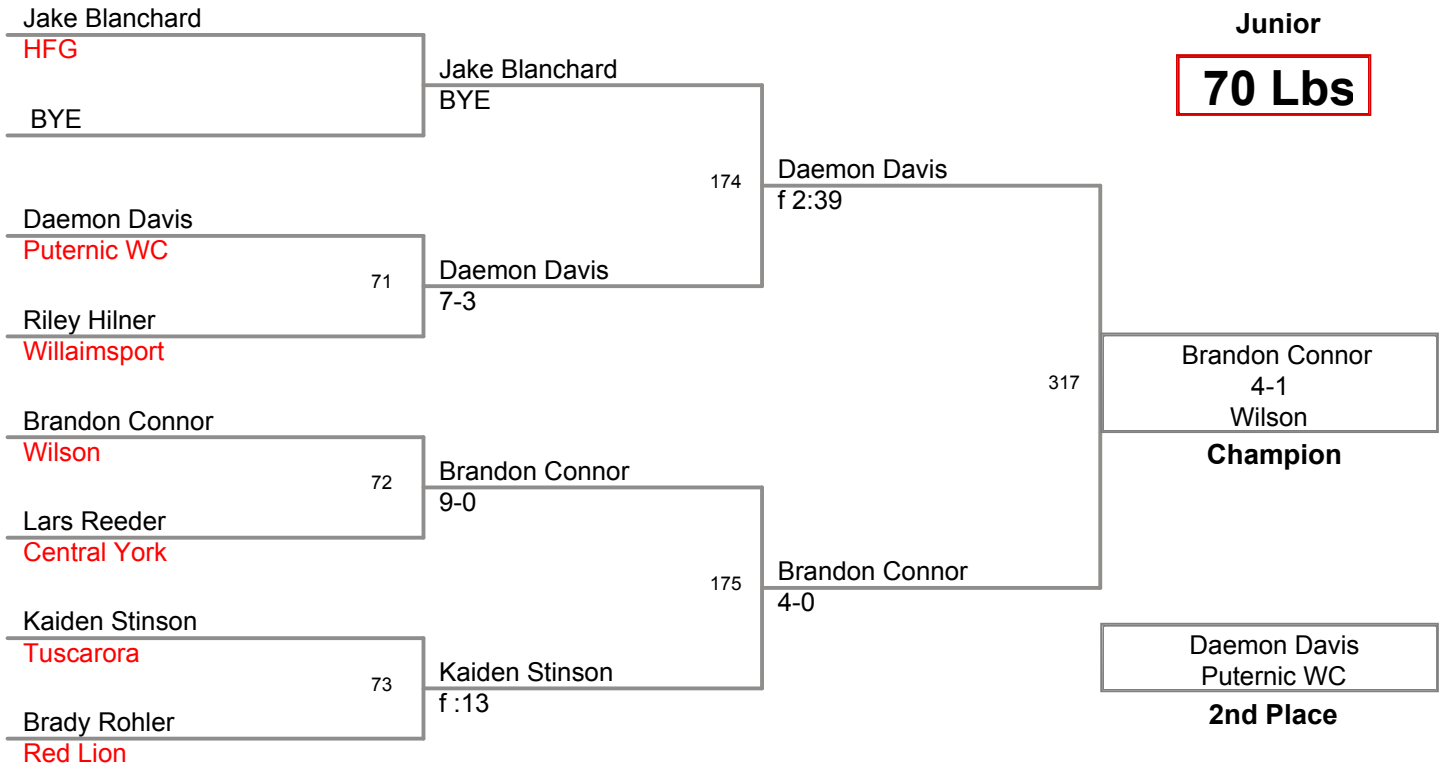 Jake Blanchard
HFG
BYE
Daemon Davis
Puternic WC
71
Riley Hilner
Willaimsport
Brandon Connor
Wilson
72
Lars Reeder
Central York
Kaiden Stinson
Tuscarora
73
Brady Rohler
Red Lion
Jake Blanchard
BYE
174
Daemon Davis
7-3
Brandon Connor
9-0
175
Kaiden Stinson
f :13
Daemon Davis
f 2:39
317
Brandon Connor
4-0
Junior
70 Lbs
Brandon Connor
4-1
Wilson
Champion
Daemon Davis
Puternic WC
2nd Place